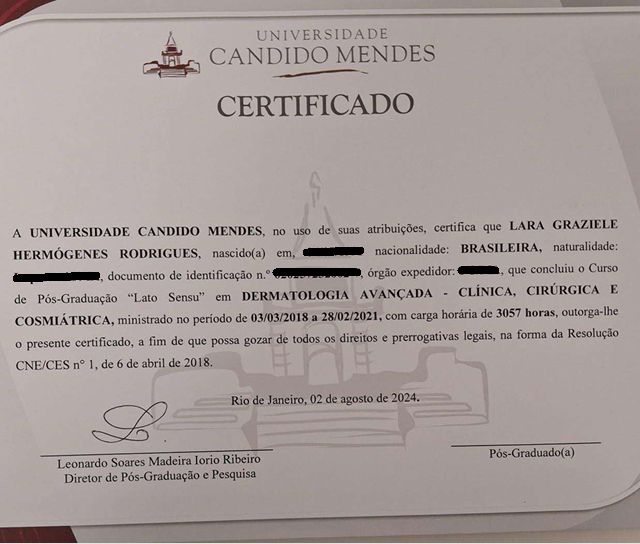 UNIVERSIDADE
CANDIDO MENDES
CERTIFICADO
A UNIVERSIDADE CANDIDO MENDES, no uso de suas atribuições, certifica que LARA GRAZIELE
HERMÓGENES RODRIGUES, nascido(a) em, nacionalidade: BRASILEIRA, naturalidade:
, documento de identificação n.º , órgão expedidor: , que concluiu o Curso
de Pós-Graduação “Lato Sensu” em DERMATOLOGIA AVANÇADA - CLÍNICA, CIRÚRGICA E
COSMIÁTRICA, ministrado no período de 03/03/2018 a 28/02/2021, com carga horária de 3057 horas, outorga-lhe
o presente certificado, a fim de que possa gozar de todos os direitos e prerrogativas legais, na forma da Resolução
CNE/CES n° 1, de 6 de abril de 2018.
Rio de Janeiro, 02 de agosto de 2024.
Leonardo Soares Madeira Iorio Ribeiro
Diretor de Pós-Graduação e Pesquisa
Pós-Graduado(a)